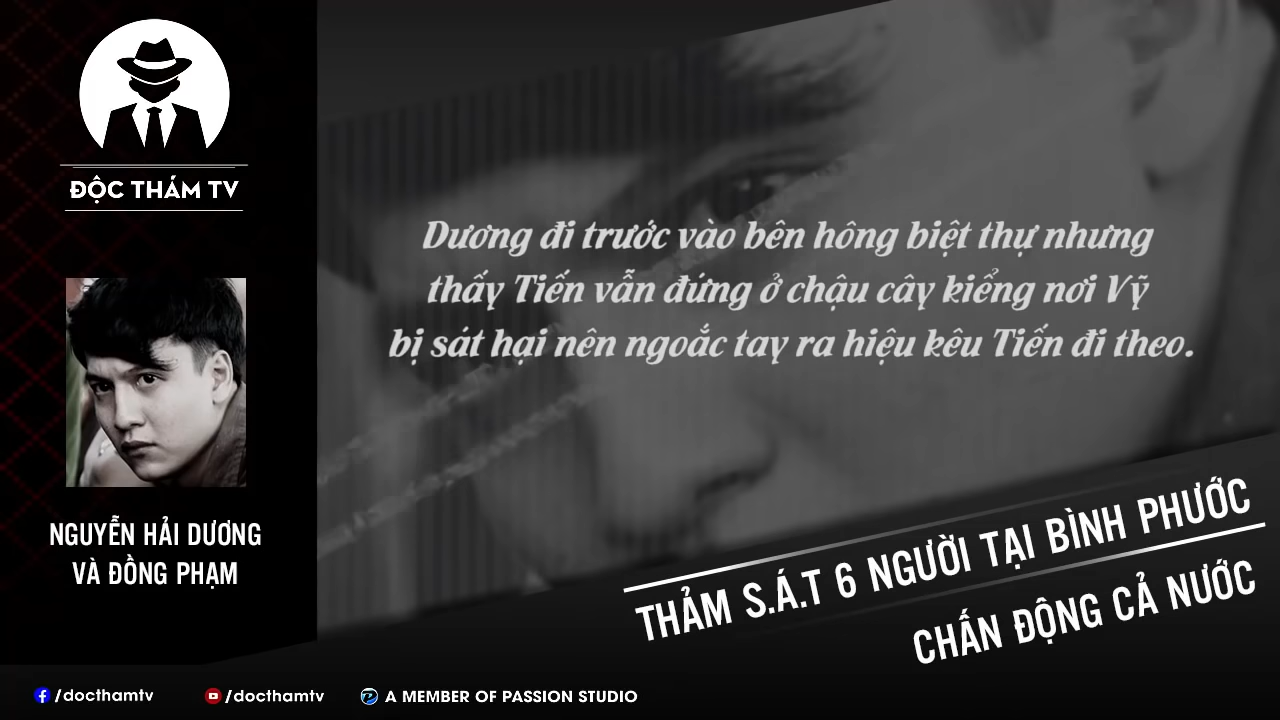 ĐỘC THÁM TV
NGUYỄN HẢI DƯƠNG
VÀ ĐỒNG PHẠM
Dương đi trước vào bên hông biệt thự nhưng
thấy Tiến vẫn đứng ở chậu cây kiểng nơi Vỹ
bị sát hại nên ngoắc tay ra hiệu kêu Tiến đi theo.
THẢM S.Á.T 6 NGƯỜI TẠI BÌNH PHƯỚC
CHẤN ĐỘNG CẢ NƯỚC
/docthamtv
/docthamtv
A MEMBER OF PASSION STUDIO